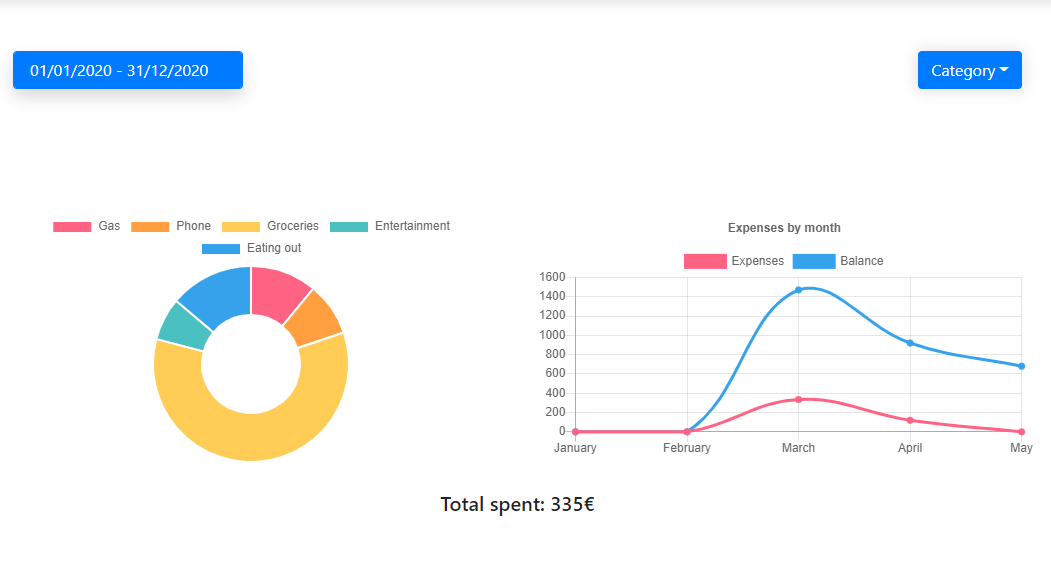 01/01/2020 - 31/12/2020
Category
Gas Phone Groceries Entertainment
Eating out
Expenses by month
Expenses Balance
1600
1400
1200
1000
800
600
400
200
0
January February March April May
Total spent: 335€